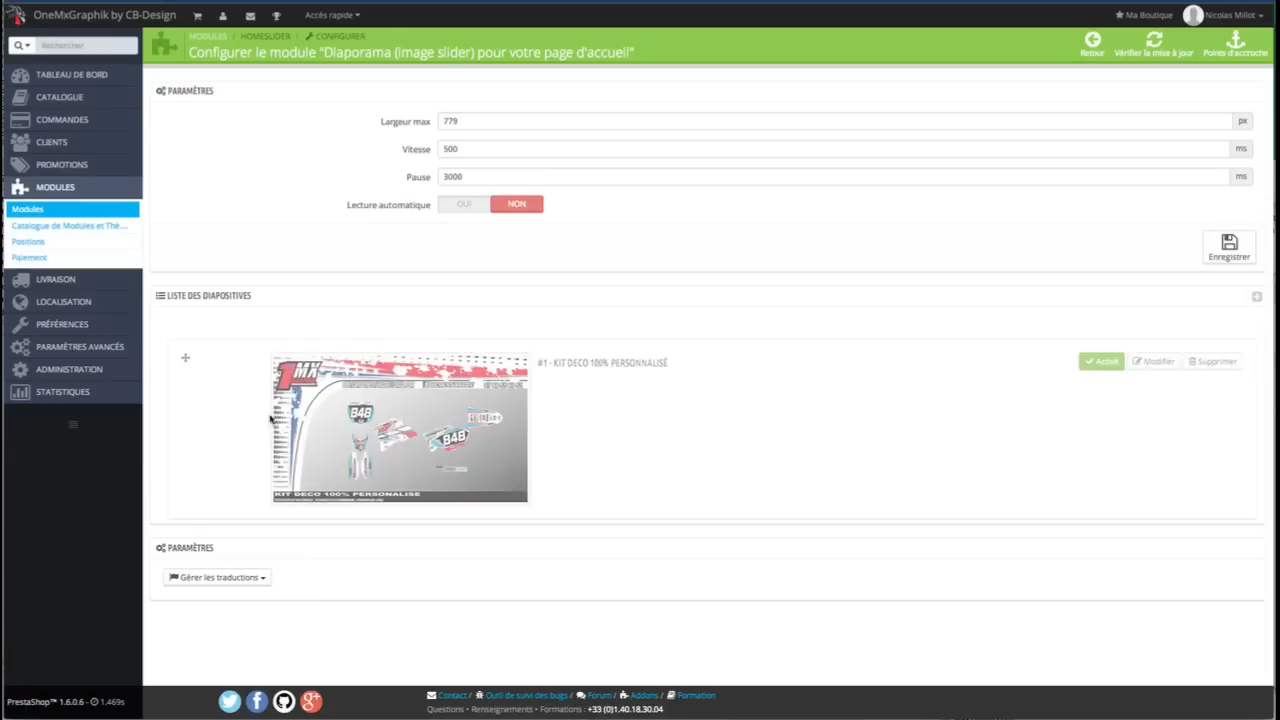 OneMxGraphik by CB-Design
Accès rapide
Ma Boutique
Nicolas Millot
Rechercher
MODULES / HOMESLIDER / CONFIGURER
Configurer le module "Diaporama (image slider) pour votre page d'accueil"
Retour
Vérifier la mise à jour
Points d'accroche
TABLEAU DE BORD
CATALOGUE
COMMANDES
CLIENTS
PROMOTIONS
MODULES
Modules
Catalogue de Modules et Thè...
Positions
Paiement
LIVRAISON
LOCALISATION
PRÉFÉRENCES
PARAMÈTRES AVANCÉS
ADMINISTRATION
STATISTIQUES
PARAMÈTRES
Largeur max 779 px
Vitesse 500 ms
Pause 3000 ms
Lecture automatique OUI NON
Enregistrer
LISTE DES DIAPOSITIVES
1MX
848
848
KIT DECO 100% PERSONALISE
#1 - KIT DECO 100% PERSONNALISÉ
Activé
Modifier
Supprimer
PARAMÈTRES
Gérer les traductions
PrestaShop™ 1.6.0.6 - 1.469s
Contact / Outil de suivi des bugs / Forum / Addons / Formation
Questions • Renseignements • Formations : +33 (0)1.40.18.30.04